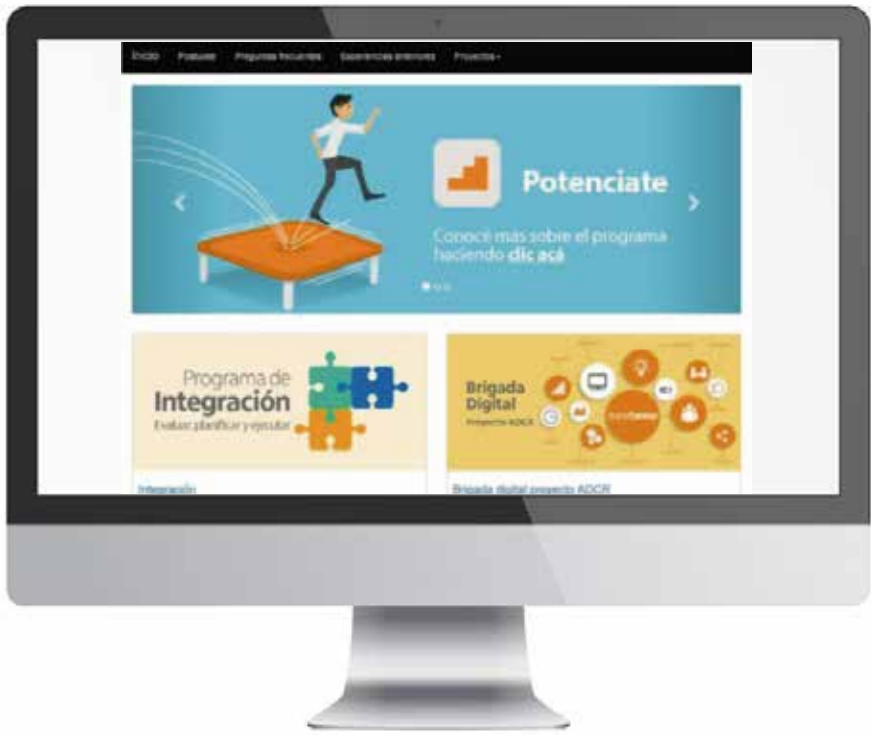 Inicio Postulate Preguntas frecuentes Experiencias anteriores Proyectos
Potenciate
Conocé más sobre el programa
haciendo clic acá
Programa de
Integración
Evaluar, planificar y ejecutar
Brigada
Digital
Proyecto ADCR
Integración
Brigada digital proyecto ADCR